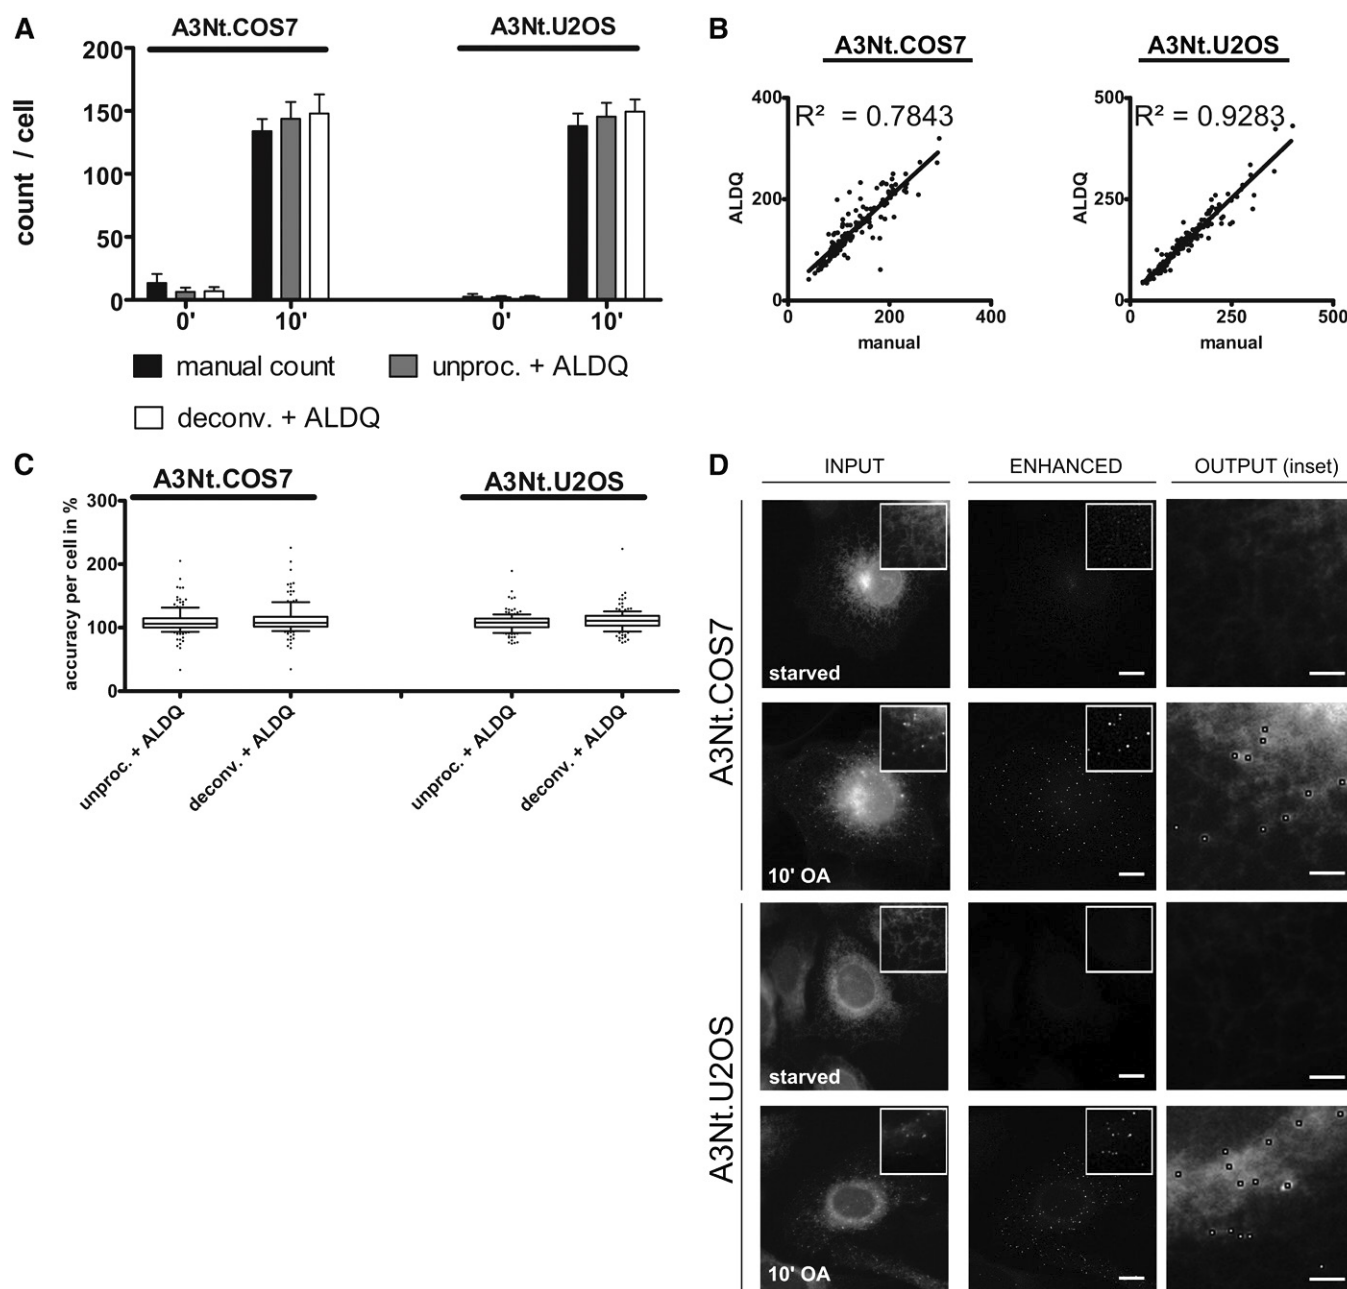 A
A3Nt.COS7
A3Nt.U2OS
count / cell
200
150
100
50
0
0'
10'
0'
10'
manual count
unproc. + ALDQ
deconv. + ALDQ
B
A3Nt.COS7
A3Nt.U2OS
R² = 0.7843
R² = 0.9283
ALDQ
400
200
0
0
200
400
manual
ALDQ
500
250
0
0
250
500
manual
C
A3Nt.COS7
A3Nt.U2OS
accuracy per cell in %
300
200
100
0
unproc. + ALDQ
deconv. + ALDQ
unproc. + ALDQ
deconv. + ALDQ
D
INPUT
ENHANCED
OUTPUT (inset)
A3Nt.COS7
starved
10' OA
A3Nt.U2OS
starved
10' OA